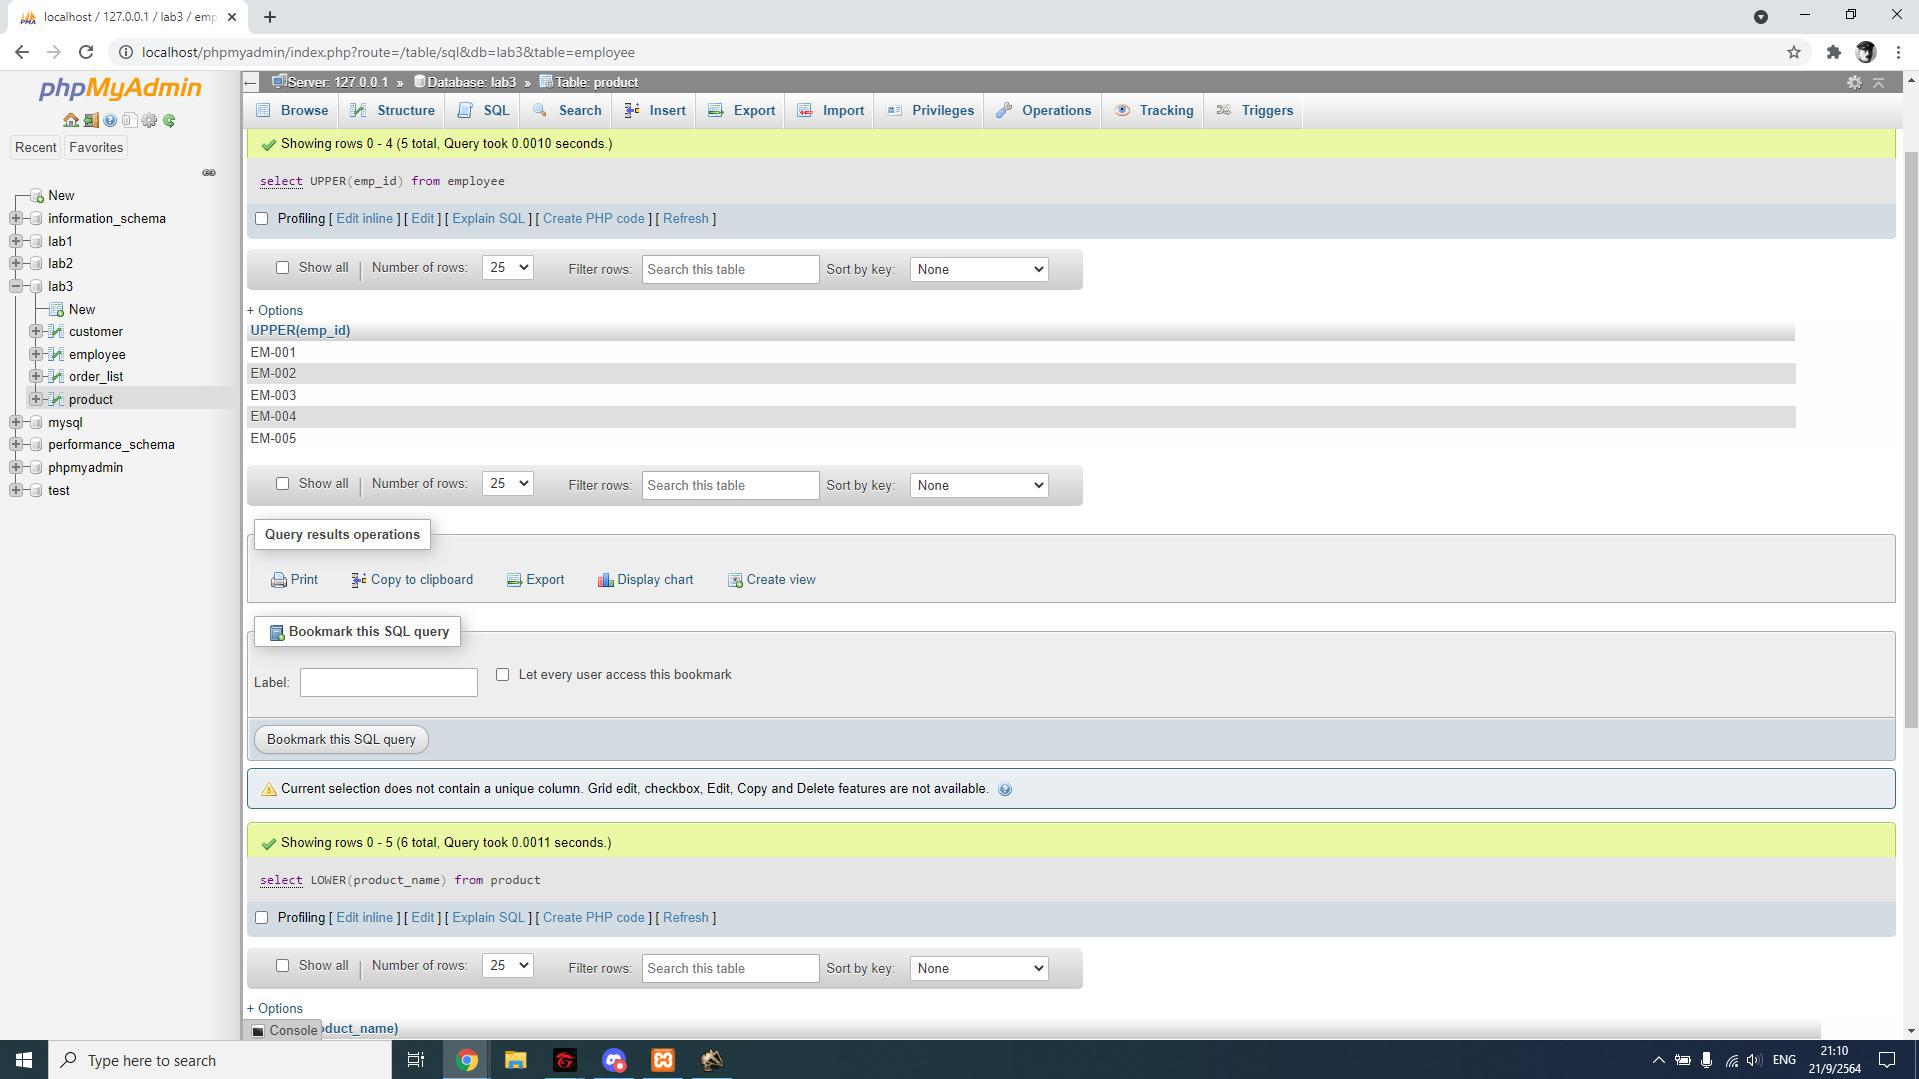 localhost / 127.0.0.1 / lab3 / emp
localhost/phpmyadmin/index.php?route=/table/sql&db=lab3&table=employee
phpMyAdmin
Recent
Favorites
New
information_schema
lab1
lab2
lab3
New
customer
employee
order_list
product
mysql
performance_schema
phpmyadmin
test
Server: 127.0.0.1 » Database: lab3 » Table: product
Browse Structure SQL Search Insert Export Import Privileges Operations Tracking Triggers
Showing rows 0 - 4 (5 total, Query took 0.0010 seconds.)
select UPPER(emp_id) from employee
Profiling [ Edit inline ] [ Edit ] [ Explain SQL ] [ Create PHP code ] [ Refresh ]
Show all | Number of rows: 25 Filter rows: Search this table Sort by key: None
+ Options
UPPER(emp_id)
EM-001
EM-002
EM-003
EM-004
EM-005
Show all | Number of rows: 25 Filter rows: Search this table Sort by key: None
Query results operations
Print Copy to clipboard Export Display chart Create view
Bookmark this SQL query
Label: Let every user access this bookmark
Bookmark this SQL query
Current selection does not contain a unique column. Grid edit, checkbox, Edit, Copy and Delete features are not available.
Showing rows 0 - 5 (6 total, Query took 0.0011 seconds.)
select LOWER(product_name) from product
Profiling [ Edit inline ] [ Edit ] [ Explain SQL ] [ Create PHP code ] [ Refresh ]
Show all | Number of rows: 25 Filter rows: Search this table Sort by key: None
+ Options
Console oduct_name)
Type here to search
ENG
21:10
21/9/2564